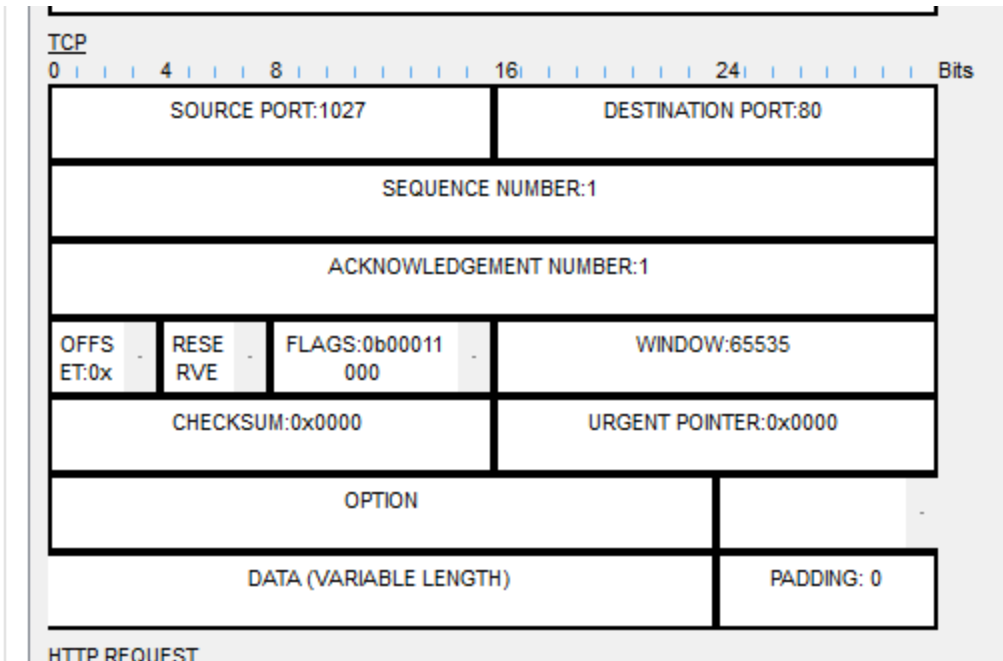 TCP
0 4 8 16 24 Bits
SOURCE PORT:1027 DESTINATION PORT:80
SEQUENCE NUMBER:1
ACKNOWLEDGEMENT NUMBER:1
OFFS RESE FLAGS:0b00011 WINDOW:65535
ET:0x RVE 000
CHECKSUM:0x0000 URGENT POINTER:0x0000
OPTION
DATA (VARIABLE LENGTH) PADDING: 0
HTTP REQUEST